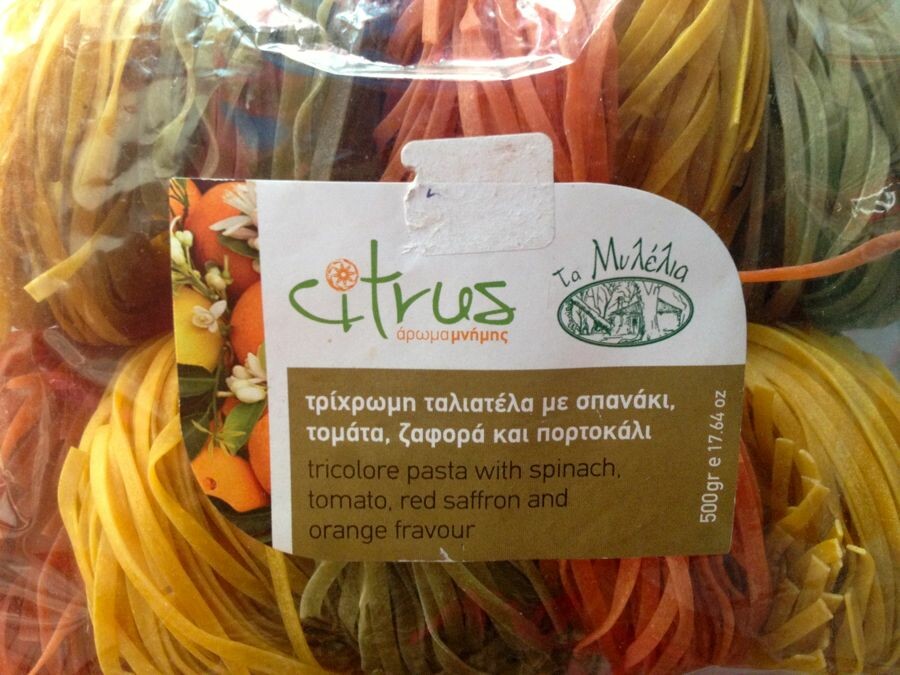 citrus
άρωμαμνήμης
Τα Μυλέλια
τρίχρωμη ταλιατέλα με σπανάκι,
τομάτα, ζαφορά και πορτοκάλι
tricolore pasta with spinach,
tomato, red saffron and
orange fravour
500gr e 17.64 oz